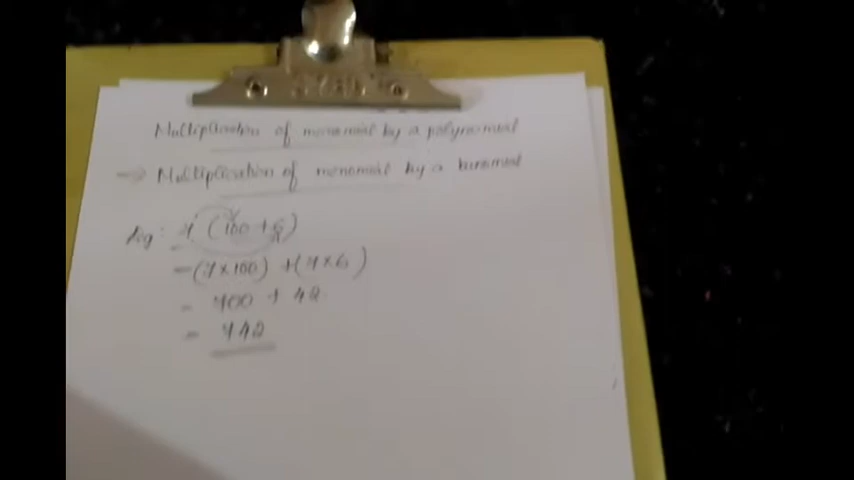 Multiplication of monomial by a polynomial
→ Multiplication of monomial by a binomial
Eg: 7 (100 + 6)
= (7 × 100) + (7 × 6)
= 700 + 42
= 742